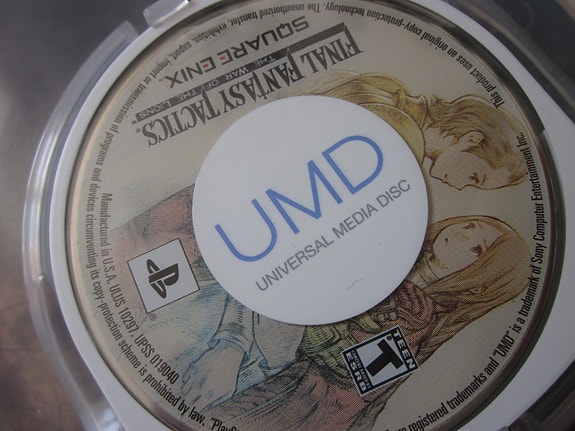 FINAL FANTASY TACTICS
THE WAR OF THE LIONS
SQUARE ENIX
UMD
UNIVERSAL MEDIA DISC
TEEN
T
ESRB
Manufactured in U.S.A. ULUS 10297. UPSS 019040
This product uses an original copy-protection technology. The unauthorized transfer, exhibition, export, import
transmission of programs and devices circumventing its copy-protection scheme is prohibited by law. "Play
registered trademarks and "UMD" is a trademark of Sony Computer Entertainment Inc.